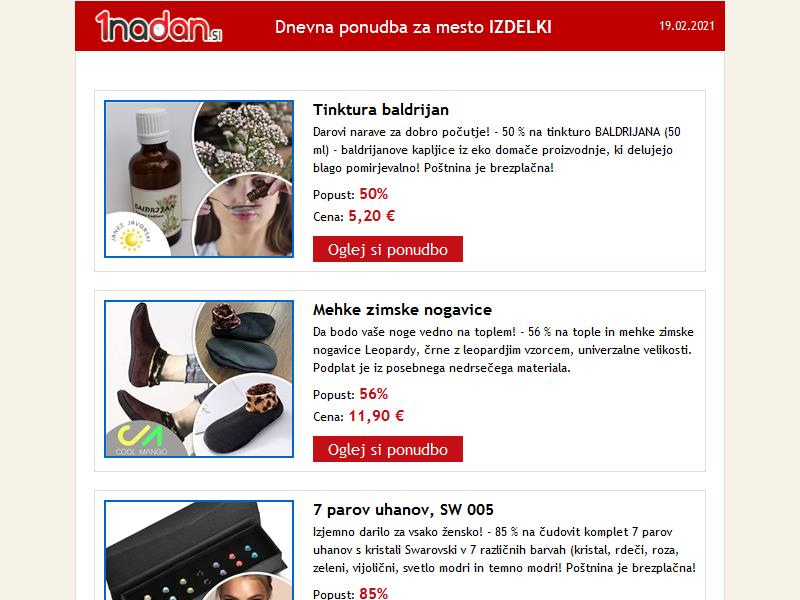 1nadan.si
Dnevna ponudba za mesto IZDELKI
19.02.2021
Tinktura baldrijan
Darovi narave za dobro počutje! - 50 % na tinkturo BALDRIJANA (50
ml) - baldrijanove kapljice iz eko domače proizvodnje, ki delujejo
blago pomirjevalno! Poštnina je brezplačna!
Popust: 50%
Cena: 5,20 €
Oglej si ponudbo
BALDRIJAN
JANEZ JAVORSKI
Mehke zimske nogavice
Da bodo vaše noge vedno na toplem! - 56 % na tople in mehke zimske
nogavice Leopardy, črne z leopardjim vzorcem, univerzalne velikosti.
Podplat je iz posebnega nedrsečega materiala.
Popust: 56%
Cena: 11,90 €
Oglej si ponudbo
COOL MANGO
7 parov uhanov, SW 005
Izjemno darilo za vsako žensko! - 85 % na čudovit komplet 7 parov
uhanov s kristali Swarovski v 7 različnih barvah (kristal, rdeči, roza,
zeleni, vijolični, svetlo modri in temno modri! Poštnina je brezplačna!
Popust: 85%